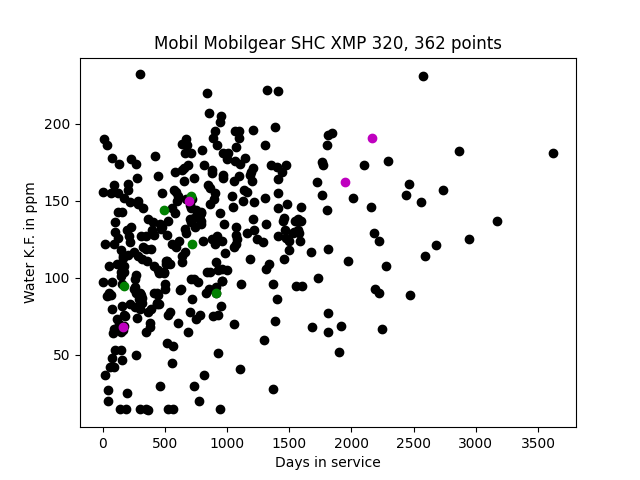 Mobil Mobilgear SHC XMP 320, 362 points
Water K.F. in ppm
200
150
100
50
0 500 1000 1500 2000 2500 3000 3500
Days in service